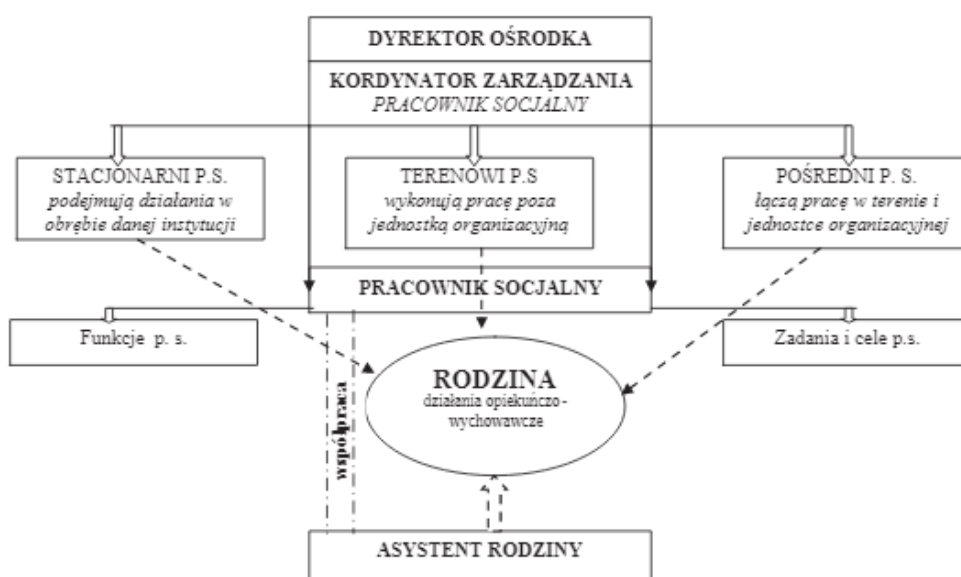 DYREKTOR OŚRODKA
KORDYNATOR ZARZĄDZANIA
PRACOWNIK SOCJALNY
STACJONARNI P.S.
podejmują działania w
obrębie danej instytucji
TERENOWI P.S
wykonują pracę poza
jednostką organizacyjną
POŚREDNI P. S.
łączą pracę w terenie i
jednostce organizacyjnej
PRACOWNIK SOCJALNY
Funkcje p. s.
Zadania i cele p.s.
RODZINA
działania opiekuńczo-
wychowawcze
współpraca
ASYSTENT RODZINY